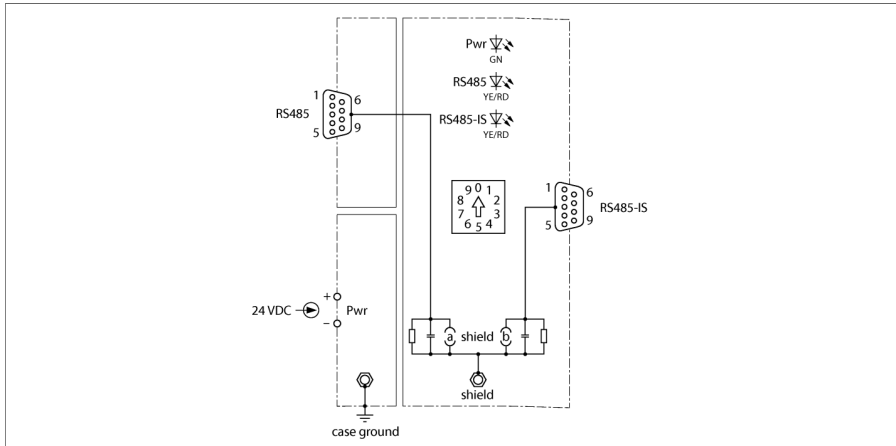 Pwr
GN
RS485
YE/RD
RS485-IS
YE/RD
1 6
RS485
5 9
9 0 1
8 2
7 3
6 5 4
1 6
RS485-IS
5 9
+
24 VDC Pwr
–
a shield b
shield
case ground